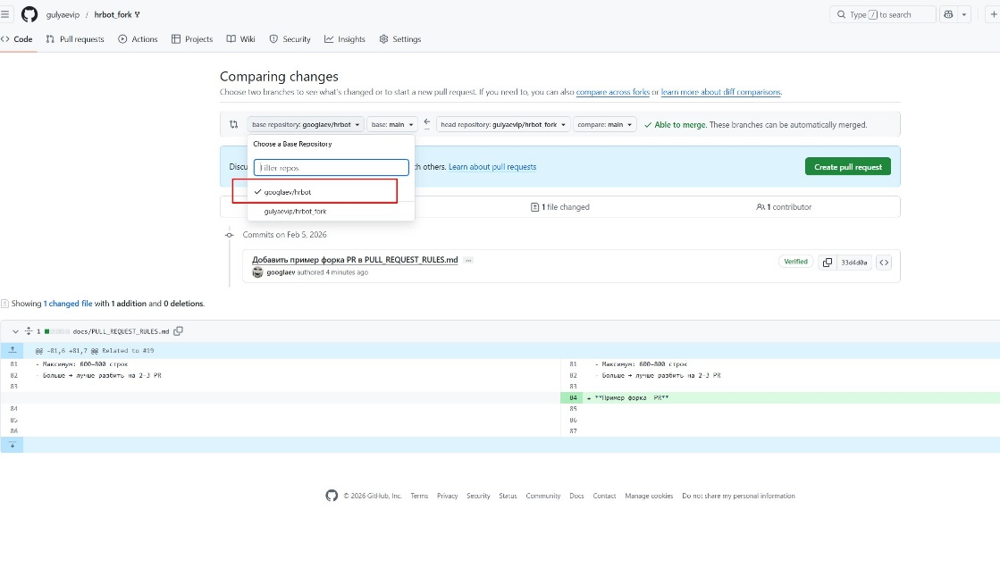 gulyaevip / hrbot_fork
Type / to search
Code Pull requests Actions Projects Wiki Security Insights Settings
Comparing changes
Choose two branches to see what's changed or to start a new pull request. If you need to, you can also compare across forks or learn more about diff comparisons.
base repository: googlaev/hrbot base: main head repository: gulyaevip/hrbot_fork compare: main Able to merge. These branches can be automatically merged.
Choose a Base Repository
Filter repos
googlaev/hrbot
gulyaevip/hrbot_fork
Discu ch others. Learn about pull requests
Create pull request
1 file changed
1 contributor
Commits on Feb 5, 2026
Добавить пример форка PR в PULL_REQUEST_RULES.md ...
googlaev authored 4 minutes ago
Verified 33d4d0a
Showing 1 changed file with 1 addition and 0 deletions.
1 docs/PULL_REQUEST_RULES.md
@@ -81,6 +81,7 @@ Related to #19
81 - Максимум: 600–800 строк 81 - Максимум: 600–800 строк
82 - Больше → лучше разбить на 2–3 PR 82 - Больше → лучше разбить на 2–3 PR
83 83
84 + **Пример форка  PR**
84 85
85 86
86 87
© 2026 GitHub, Inc. Terms Privacy Security Status Community Docs Contact Manage cookies Do not share my personal information